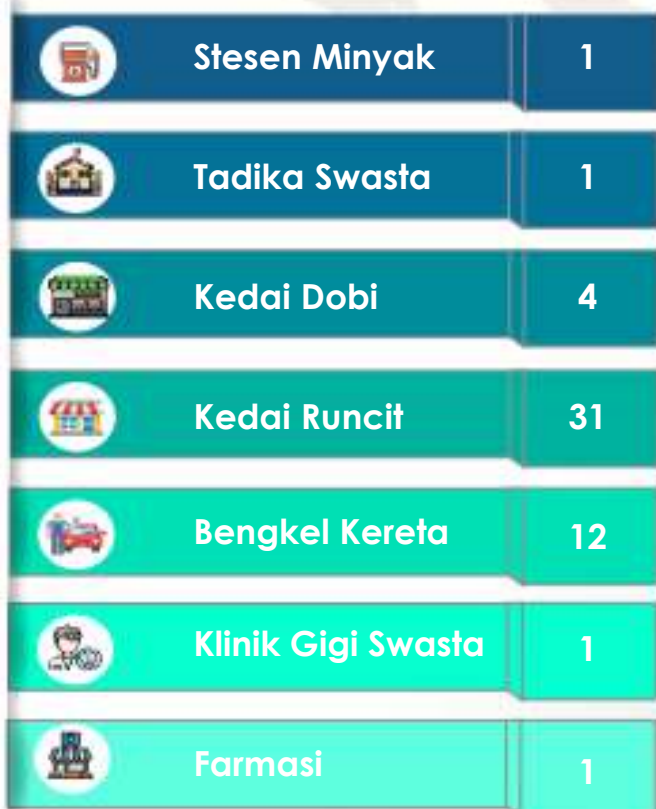 Stesen Minyak 1
Tadika Swasta 1
Kedai Dobi 4
Kedai Runcit 31
Bengkel Kereta 12
Klinik Gigi Swasta 1
Farmasi 1